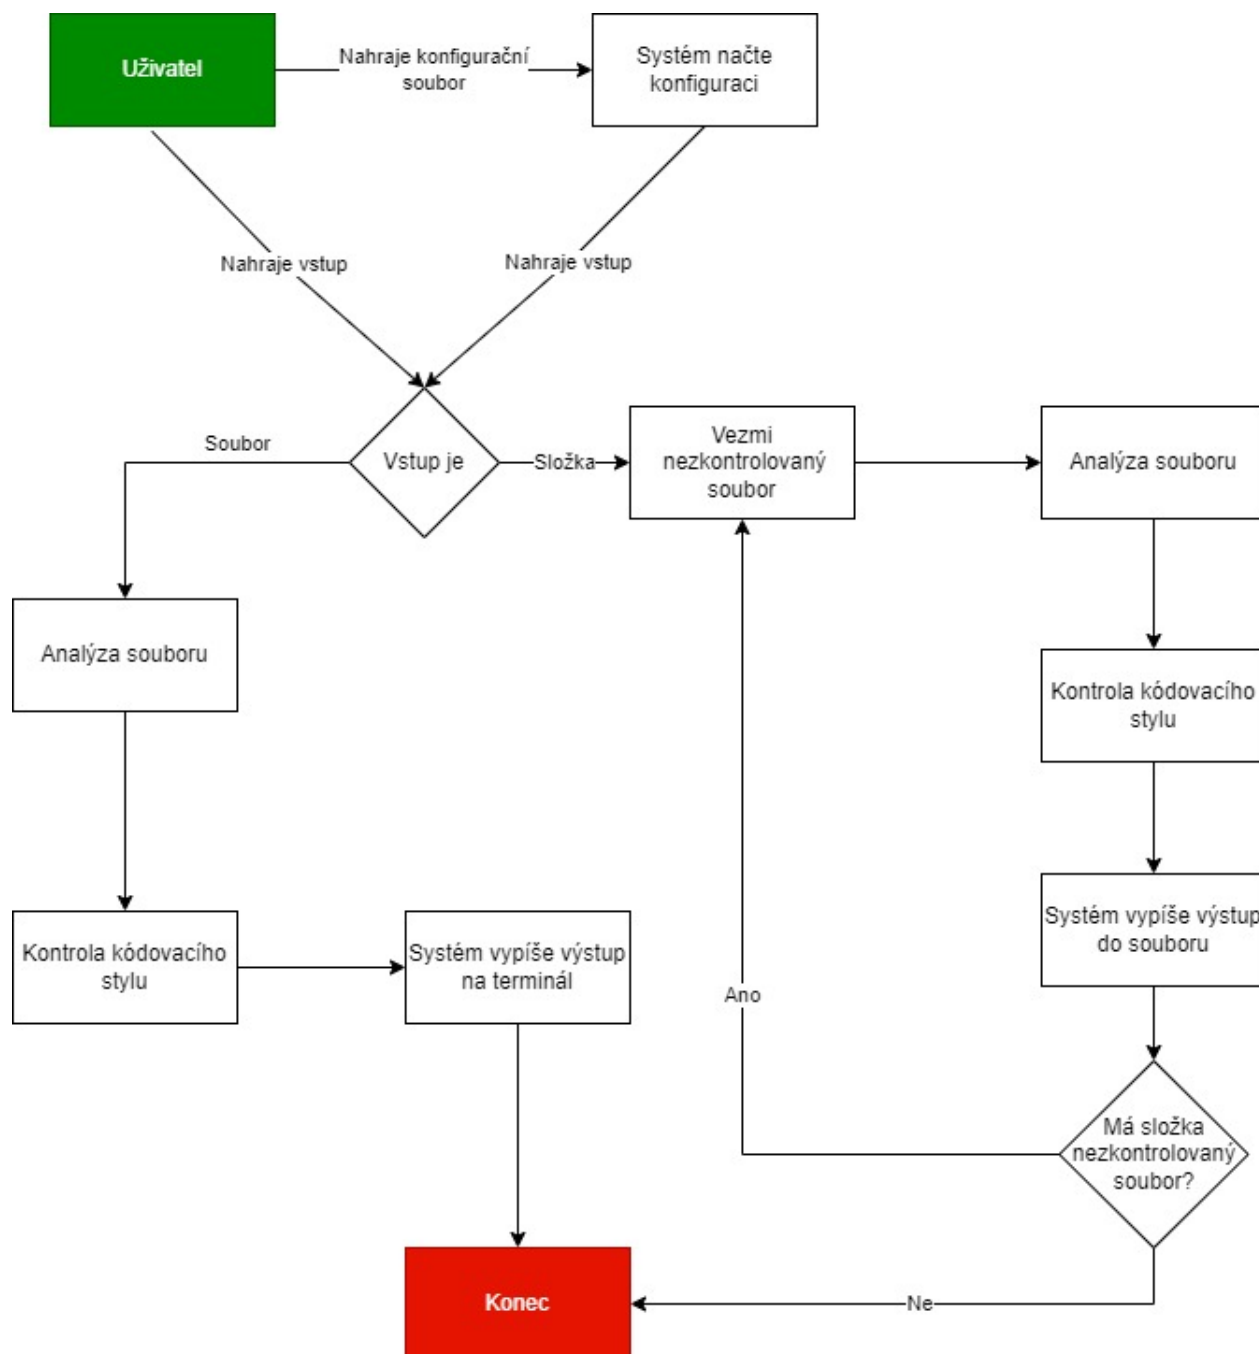 Uživatel
Nahraje konfigurační
soubor
Systém načte
konfiguraci
Nahraje vstup
Nahraje vstup
Soubor
Vstup je
Složka
Vezmi
nezkontrolovaný
soubor
Analýza souboru
Analýza souboru
Kontrola kódovacího
stylu
Kontrola kódovacího
stylu
Systém vypíše výstup
na terminál
Systém vypíše výstup
do souboru
Ano
Má složka
nezkontrolovaný
soubor?
Konec
Ne